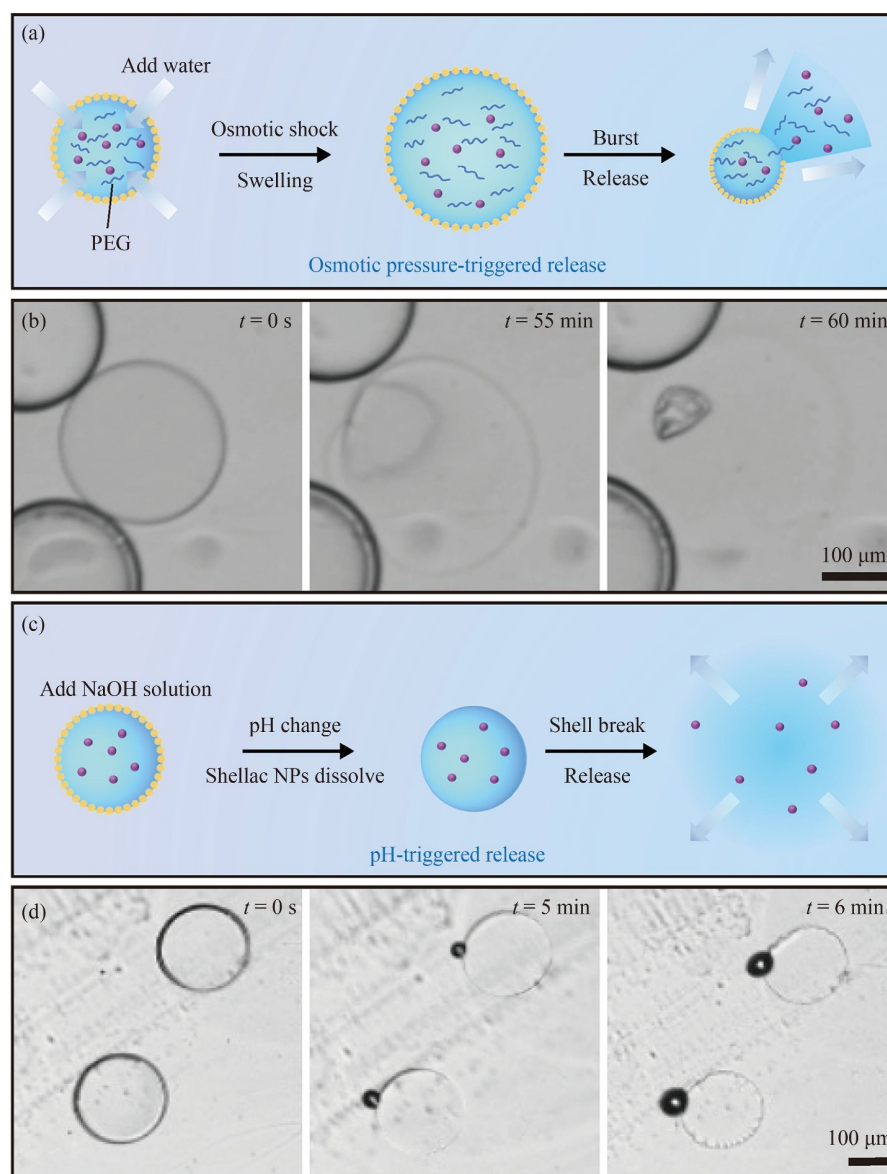 (a)
Add water
Osmotic shock
Swelling
Burst
Release
PEG
Osmotic pressure-triggered release
(b)
t = 0 s
t = 55 min
t = 60 min
100 μm
(c)
Add NaOH solution
pH change
Shellac NPs dissolve
Shell break
Release
pH-triggered release
(d)
t = 0 s
t = 5 min
t = 6 min
100 μm